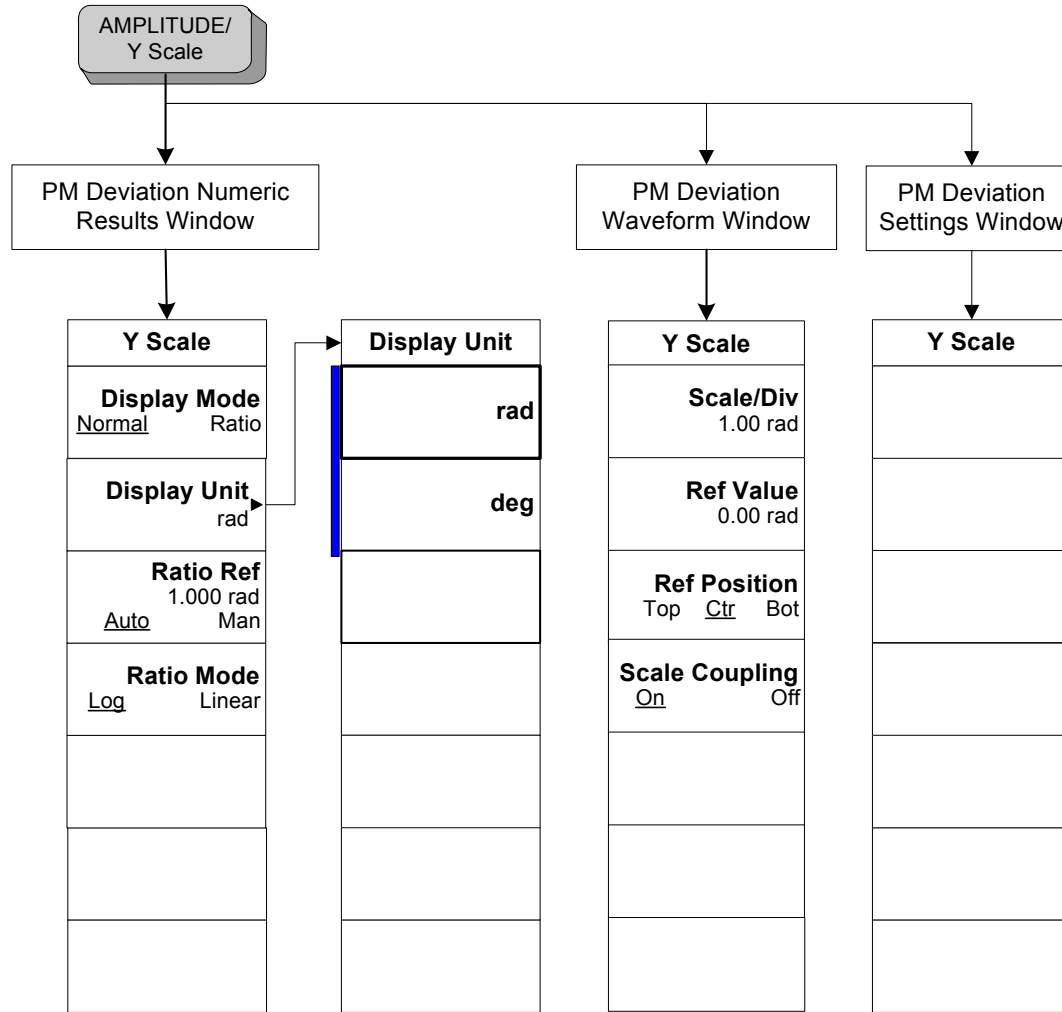 AMPLITUDE/
Y Scale
PM Deviation Numeric
Results Window
PM Deviation
Waveform Window
PM Deviation
Settings Window
Y Scale
Display Mode
Normal Ratio
Display Unit
rad
Ratio Ref
1.000 rad
Auto Man
Ratio Mode
Log Linear
Display Unit
rad
deg
Y Scale
Scale/Div
1.00 rad
Ref Value
0.00 rad
Ref Position
Top Ctr Bot
Scale Coupling
On Off
Y Scale